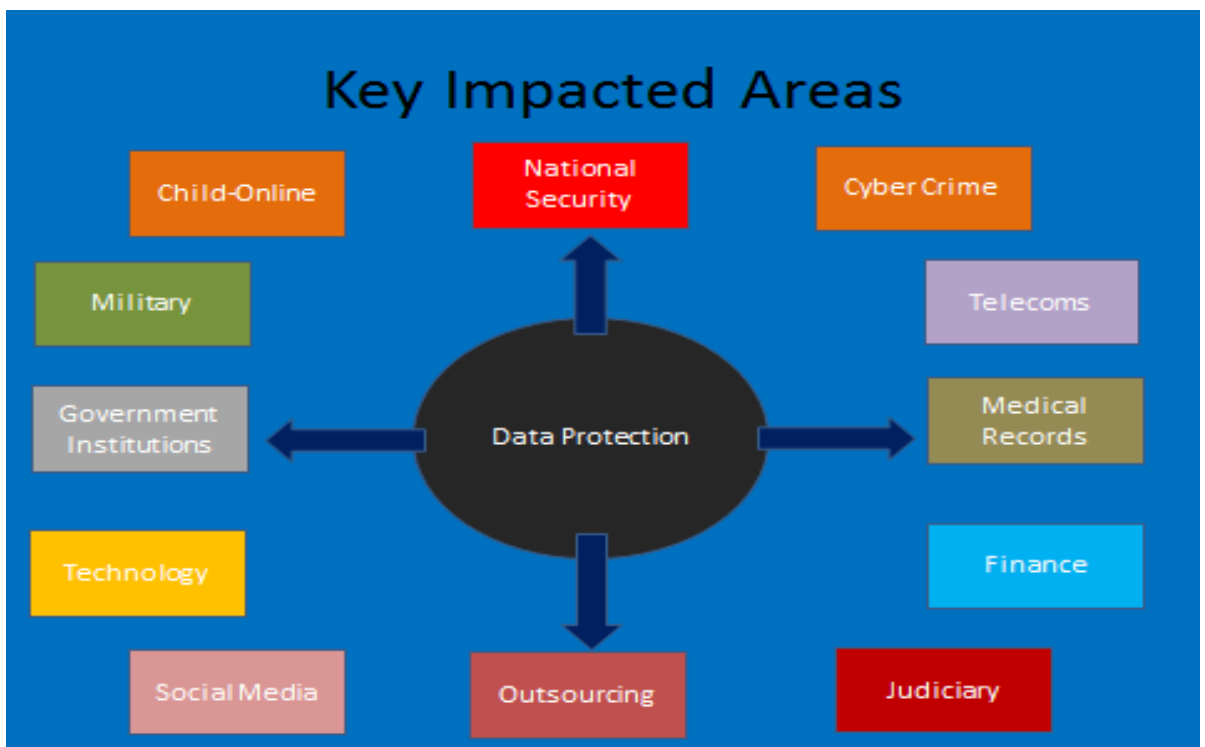 Key Impacted Areas
Child-Online
National
Security
Cyber Crime
Military
Telecoms
Government
Institutions
Data Protection
Medical
Records
Technology
Finance
Social Media
Outsourcing
Judiciary